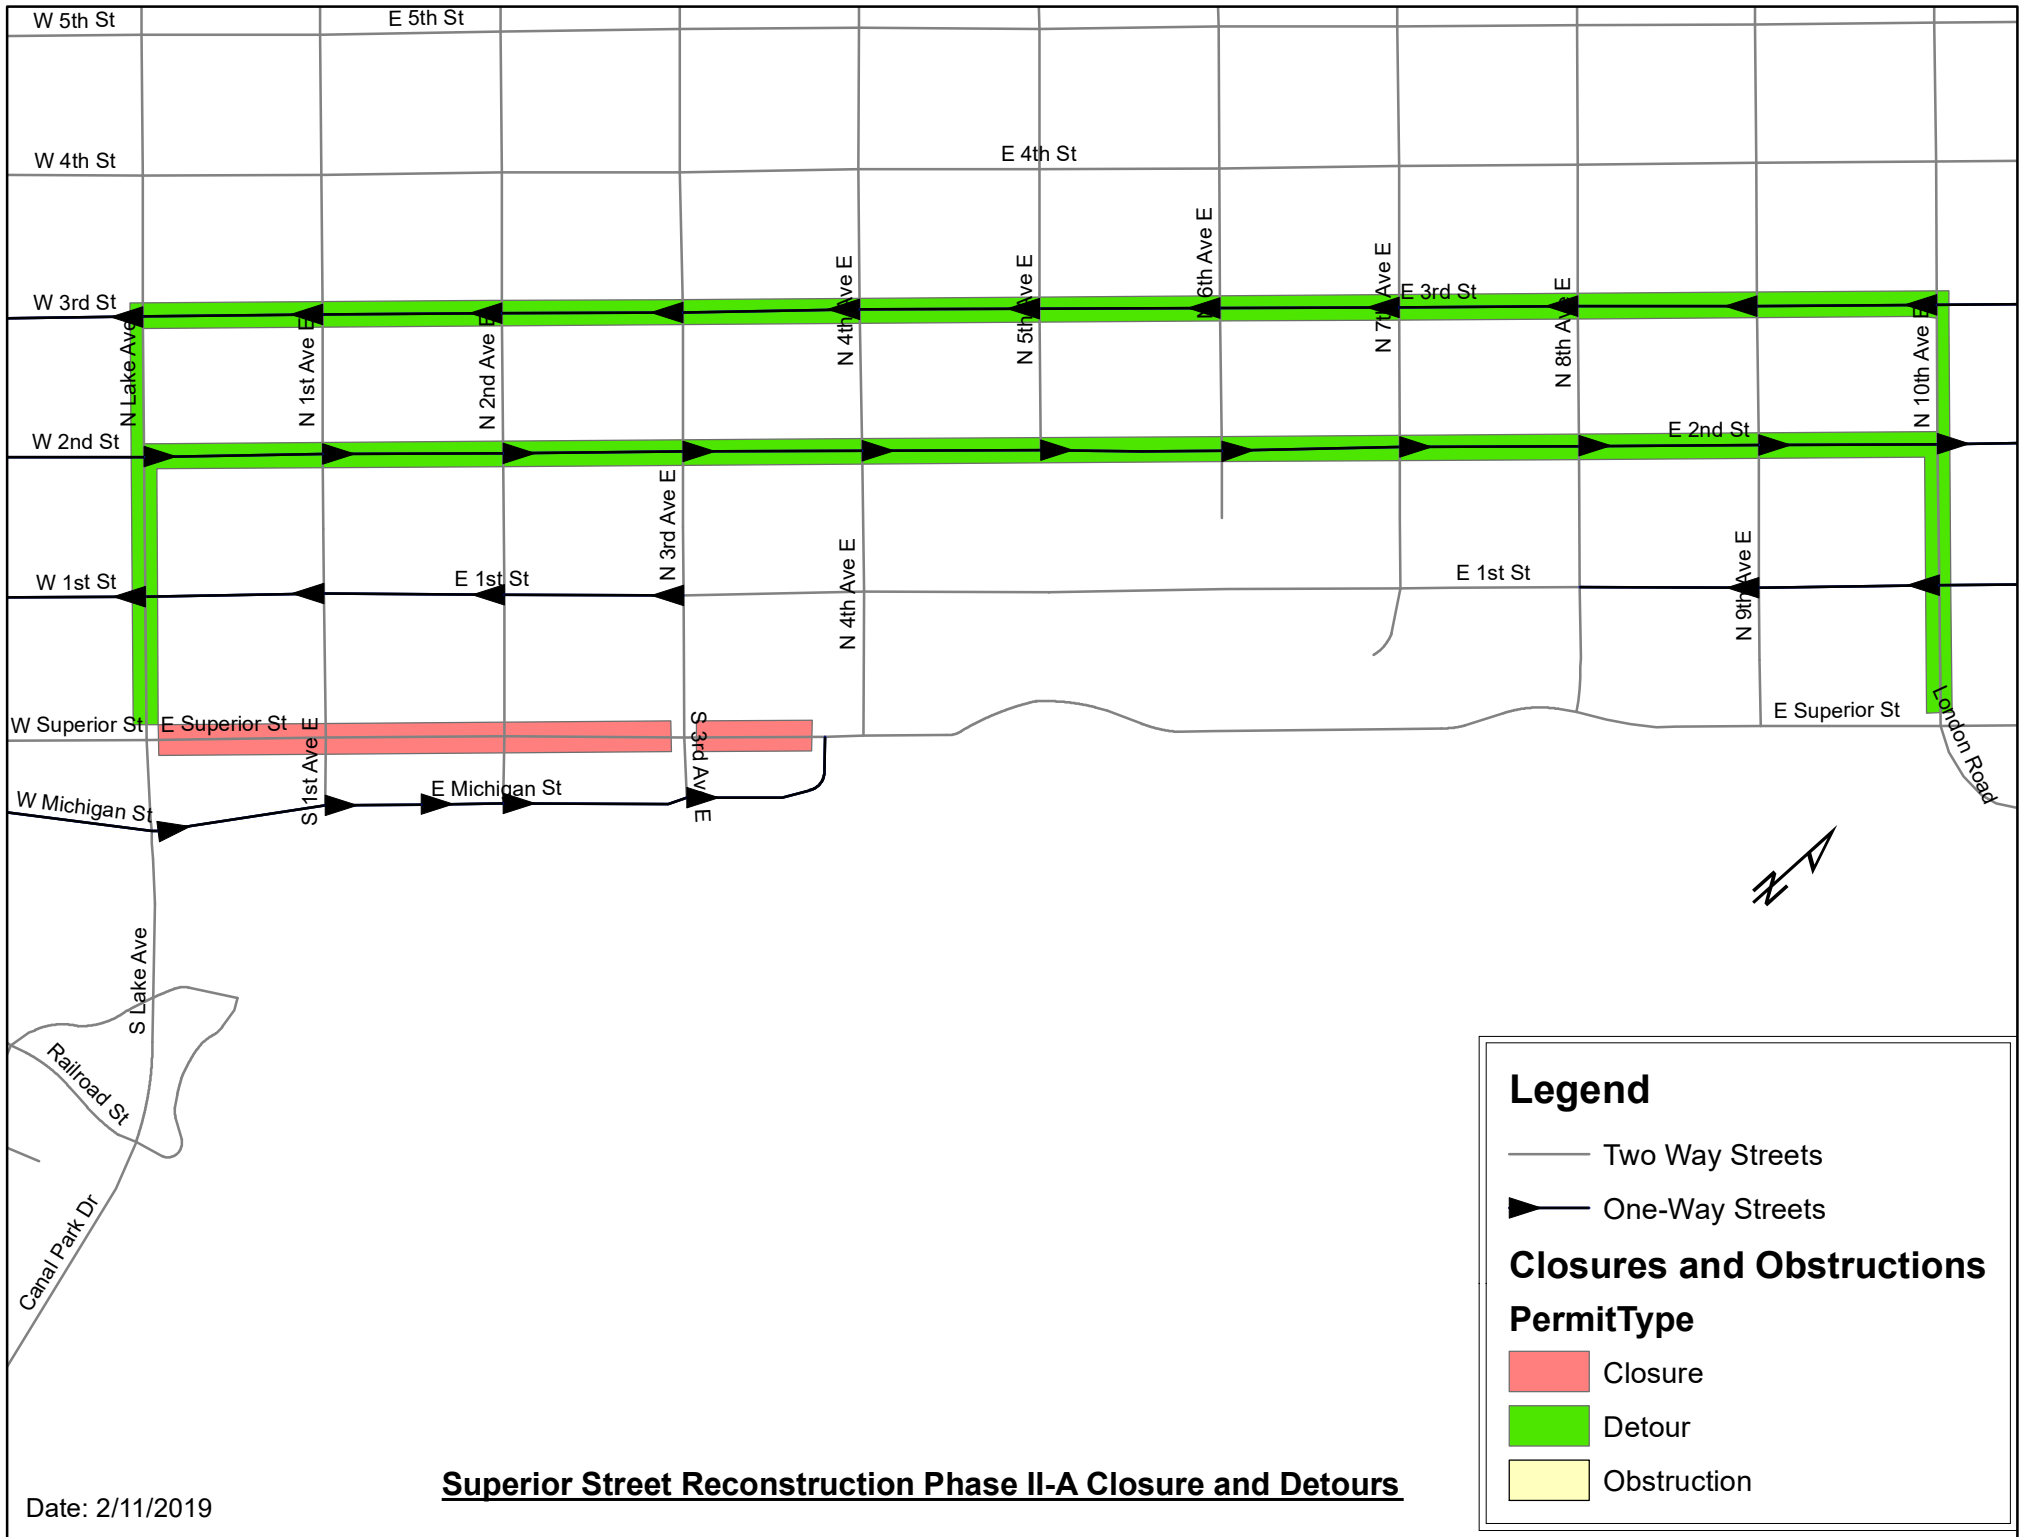 W 5th St
E 5th St
W 4th St
E 4th St
N 6th Ave E
N 4th Ave E
N 5th Ave E
N 7th Ave E
N 8th Ave E
W 3rd St
E 3rd St
N Lake Ave
N 1st Ave E
N 2nd Ave E
N 10th Ave E
W 2nd St
E 2nd St
N 3rd Ave E
N 4th Ave E
N 9th Ave E
W 1st St
E 1st St
E 1st St
W Superior St
E Superior St
E Superior St
S 1st Ave E
S 3rd Ave E
London Road
W Michigan St
E Michigan St
N
S Lake Ave
Railroad St
Canal Park Dr
Legend
Two Way Streets
One-Way Streets
Closures and Obstructions
PermitType
Closure
Detour
Obstruction
Superior Street Reconstruction Phase II-A Closure and Detours
Date: 2/11/2019